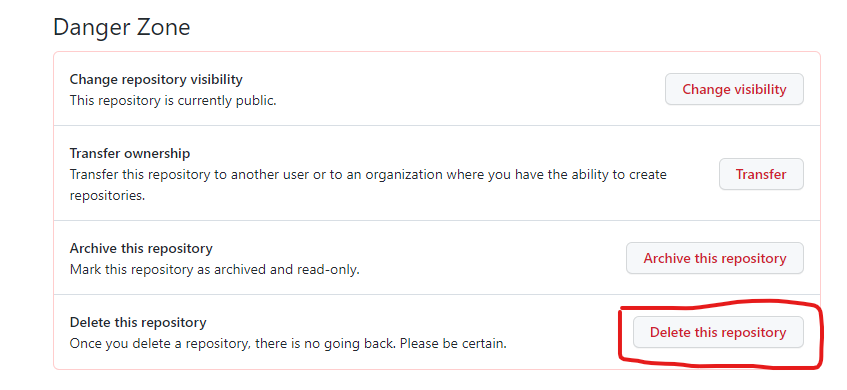 Danger Zone
Change repository visibility
This repository is currently public.
Change visibility
Transfer ownership
Transfer this repository to another user or to an organization where you have the ability to create
repositories.
Transfer
Archive this repository
Mark this repository as archived and read-only.
Archive this repository
Delete this repository
Once you delete a repository, there is no going back. Please be certain.
Delete this repository